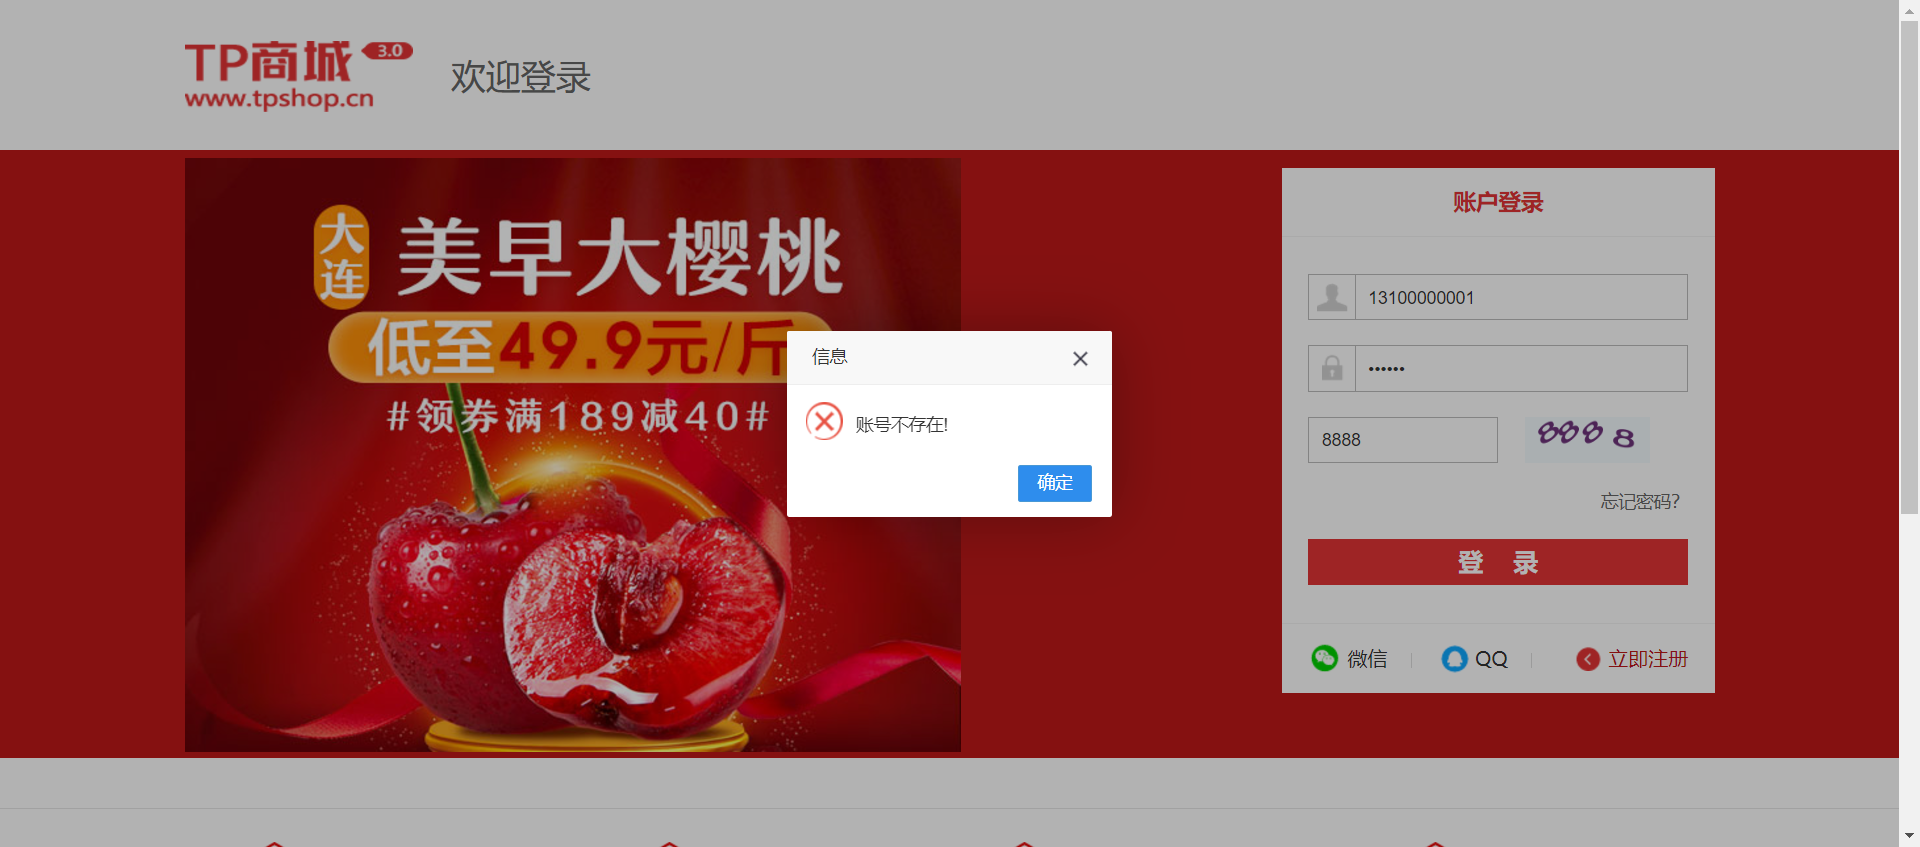 TP商城 3.0
www.tpshop.cn
欢迎登录
大连
美早大樱桃
低至49.9元/斤
#领券满189减40#
信息
账号不存在!
确定
账户登录
13100000001
••••••
8888
8888
忘记密码?
登 录
微信
QQ
立即注册